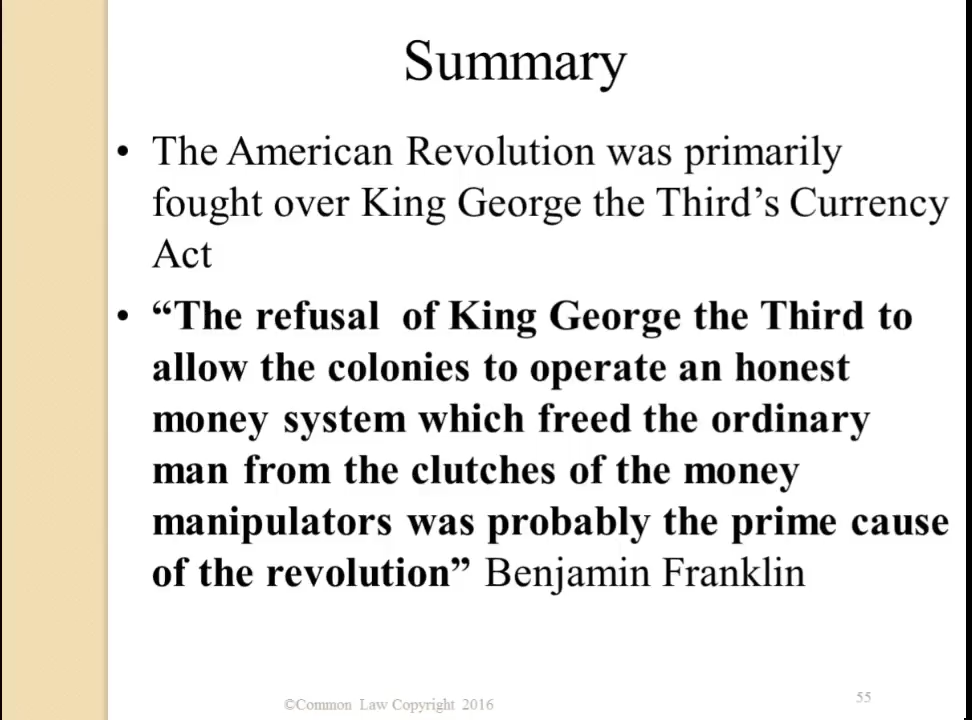 Summary
• The American Revolution was primarily
fought over King George the Third’s Currency
Act
• “The refusal of King George the Third to
allow the colonies to operate an honest
money system which freed the ordinary
man from the clutches of the money
manipulators was probably the prime cause
of the revolution” Benjamin Franklin
©Common Law Copyright 2016
55